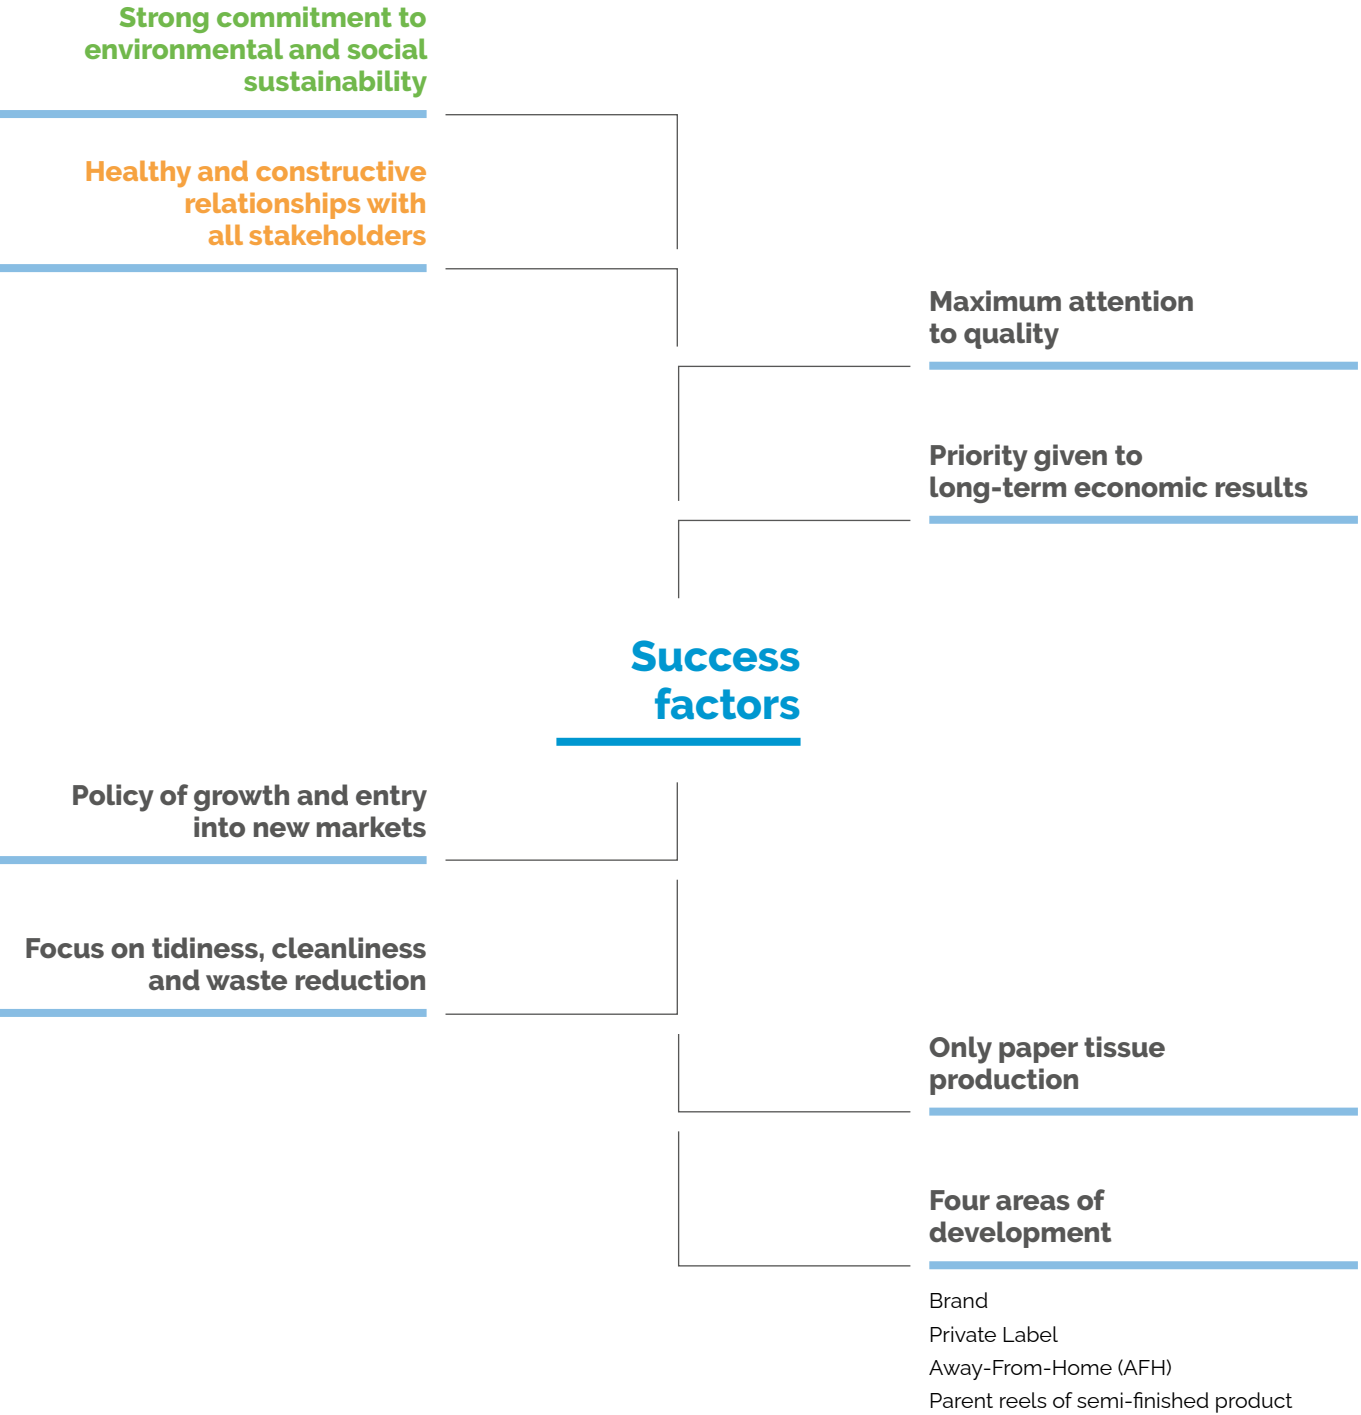 Strong commitment to
environmental and social
sustainability
Healthy and constructive
relationships with
all stakeholders
Maximum attention
to quality
Priority given to
long-term economic results
Success
factors
Policy of growth and entry
into new markets
Focus on tidiness, cleanliness
and waste reduction
Only paper tissue
production
Four areas of
development
Brand
Private Label
Away-From-Home (AFH)
Parent reels of semi-finished product